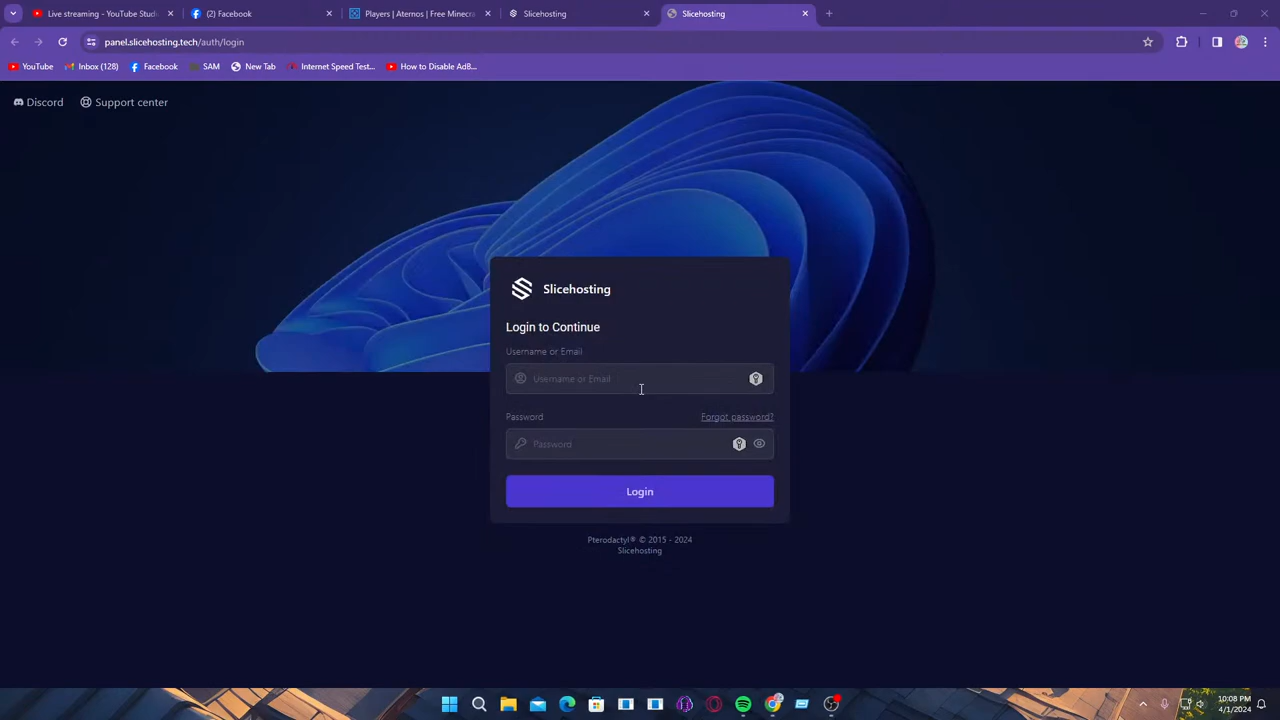 Live streaming - YouTube Studi
(2) Facebook
Players | Aternos | Free Minecra
Slicehosting
Slicehosting
panel.slicehosting.tech/auth/login
YouTube
Inbox (128)
Facebook
SAM
New Tab
Internet Speed Test...
How to Disable AdB...
Discord
Support center
Slicehosting
Login to Continue
Username or Email
Username or Email
Password
Forgot password?
Password
Login
Pterodactyl® © 2015 - 2024
Slicehosting
10:08 PM
4/1/2024